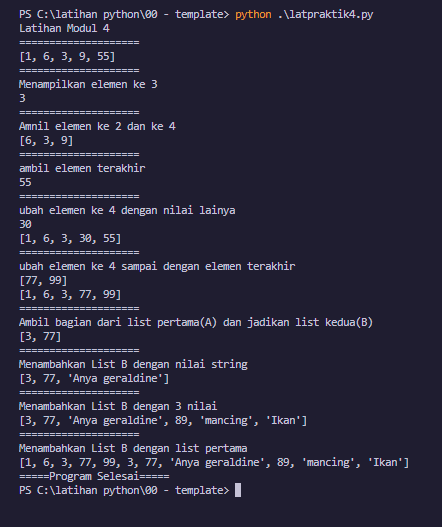 PS C:\latihan python\00 - template> python .\latpraktik4.py
Latihan Modul 4
====================
[1, 6, 3, 9, 55]
====================
Menampilkan elemen ke 3
3
====================
Amnil elemen ke 2 dan ke 4
[6, 3, 9]
====================
ambil elemen terakhir
55
====================
ubah elemen ke 4 dengan nilai lainya
30
[1, 6, 3, 30, 55]
====================
ubah elemen ke 4 sampai dengan elemen terakhir
[77, 99]
[1, 6, 3, 77, 99]
====================
Ambil bagian dari list pertama(A) dan jadikan list kedua(B)
[3, 77]
====================
Menambahkan List B dengan nilai string
[3, 77, 'Anya geraldine']
====================
Menambahkan List B dengan 3 nilai
[3, 77, 'Anya geraldine', 89, 'mancing', 'Ikan']
====================
Menambahkan List B dengan list pertama
[1, 6, 3, 77, 99, 3, 77, 'Anya geraldine', 89, 'mancing', 'Ikan']
=====Program Selesai=====
PS C:\latihan python\00 - template>